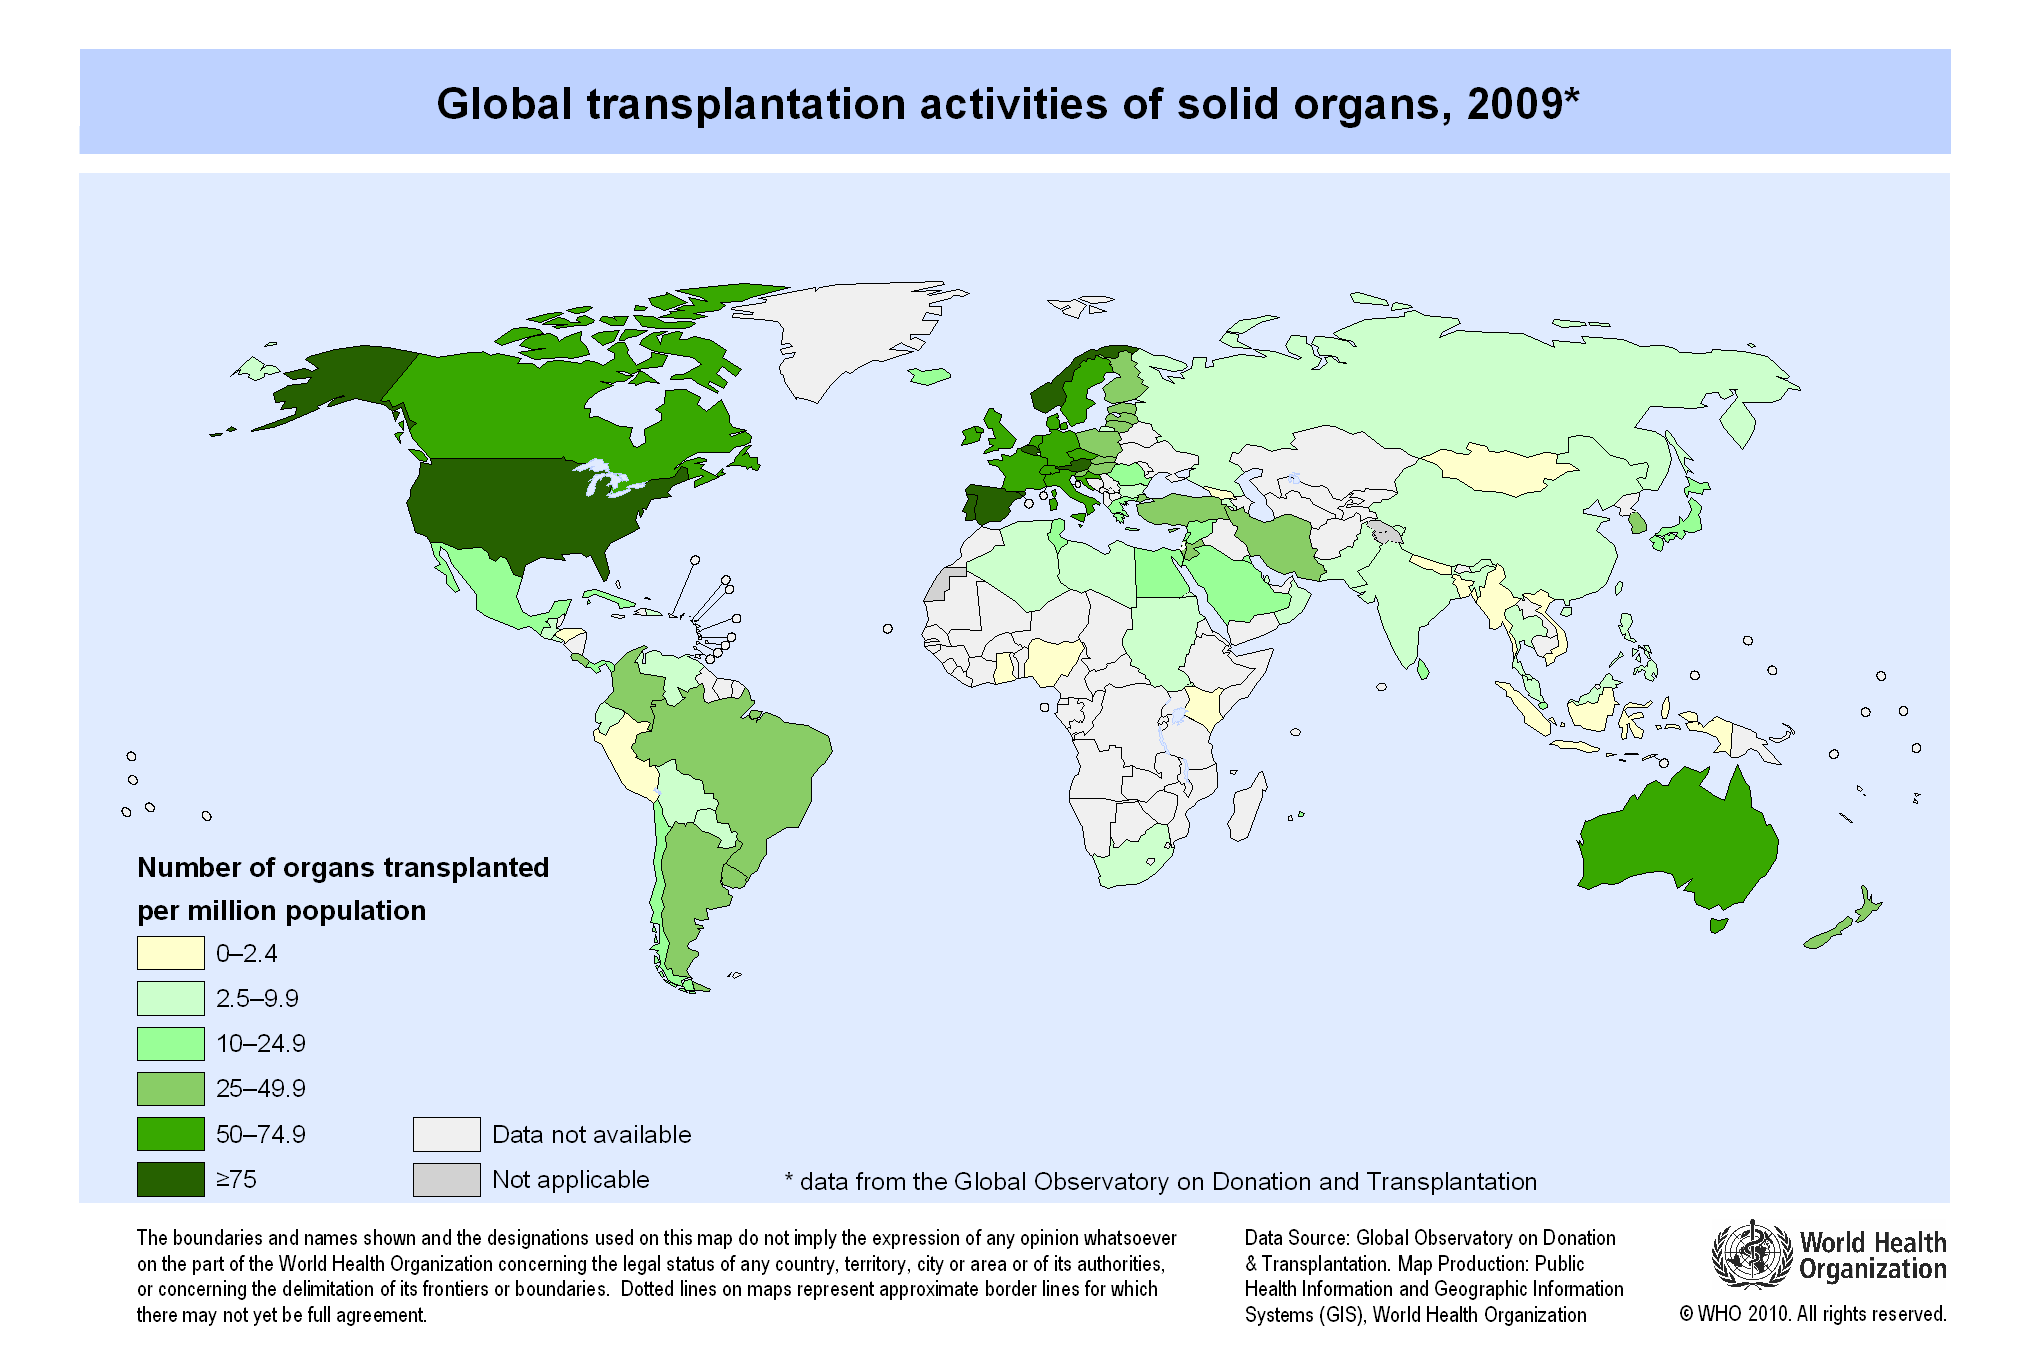 Global transplantation activities of solid organs, 2009*
Number of organs transplanted
per million population
0–2.4
2.5–9.9
10–24.9
25–49.9
50–74.9
≥75
Data not available
Not applicable
* data from the Global Observatory on Donation and Transplantation
The boundaries and names shown and the designations used on this map do not imply the expression of any opinion whatsoever
on the part of the World Health Organization concerning the legal status of any country, territory, city or area or of its authorities,
or concerning the delimitation of its frontiers or boundaries.  Dotted lines on maps represent approximate border lines for which
there may not yet be full agreement.
Data Source: Global Observatory on Donation
& Transplantation. Map Production: Public
Health Information and Geographic Information
Systems (GIS), World Health Organization
World Health
Organization
© WHO 2010. All rights reserved.